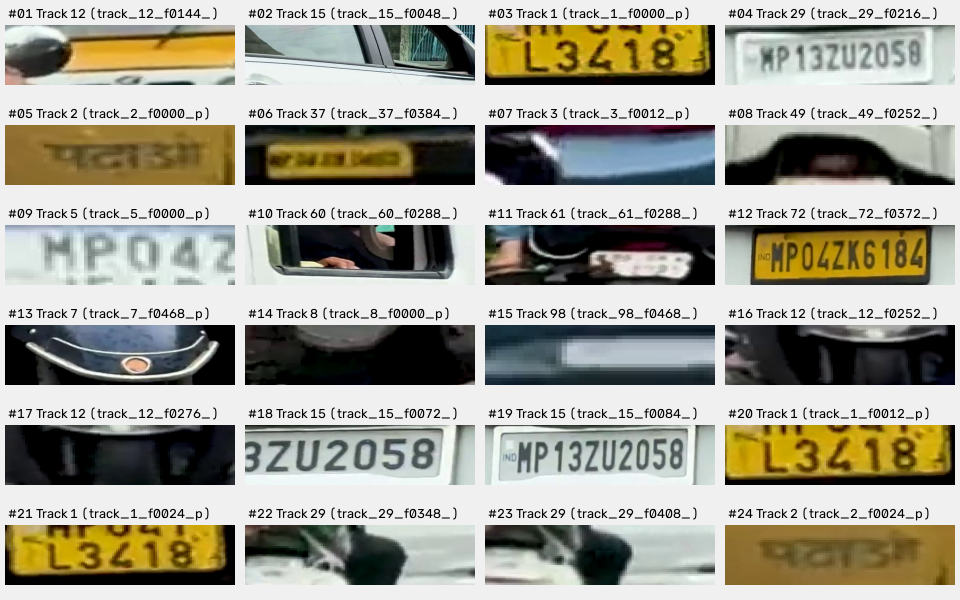 #01 Track 12 (track_12_f0144_)
#02 Track 15 (track_15_f0048_)
#03 Track 1 (track_1_f0000_p)
L3418
#04 Track 29 (track_29_f0216_)
MP13ZU2058
#05 Track 2 (track_2_f0000_p)
पटाओ
#06 Track 37 (track_37_f0384_)
#07 Track 3 (track_3_f0012_p)
#08 Track 49 (track_49_f0252_)
#09 Track 5 (track_5_f0000_p)
MP04Z
#10 Track 60 (track_60_f0288_)
#11 Track 61 (track_61_f0288_)
#12 Track 72 (track_72_f0372_)
IND MP04ZK6184
#13 Track 7 (track_7_f0468_p)
#14 Track 8 (track_8_f0000_p)
#15 Track 98 (track_98_f0468_)
#16 Track 12 (track_12_f0252_)
#17 Track 12 (track_12_f0276_)
#18 Track 15 (track_15_f0072_)
3ZU2058
#19 Track 15 (track_15_f0084_)
IND MP13ZU2058
#20 Track 1 (track_1_f0012_p)
L3418
#21 Track 1 (track_1_f0024_p)
L3418
#22 Track 29 (track_29_f0348_)
#23 Track 29 (track_29_f0408_)
#24 Track 2 (track_2_f0024_p)
पटाओ